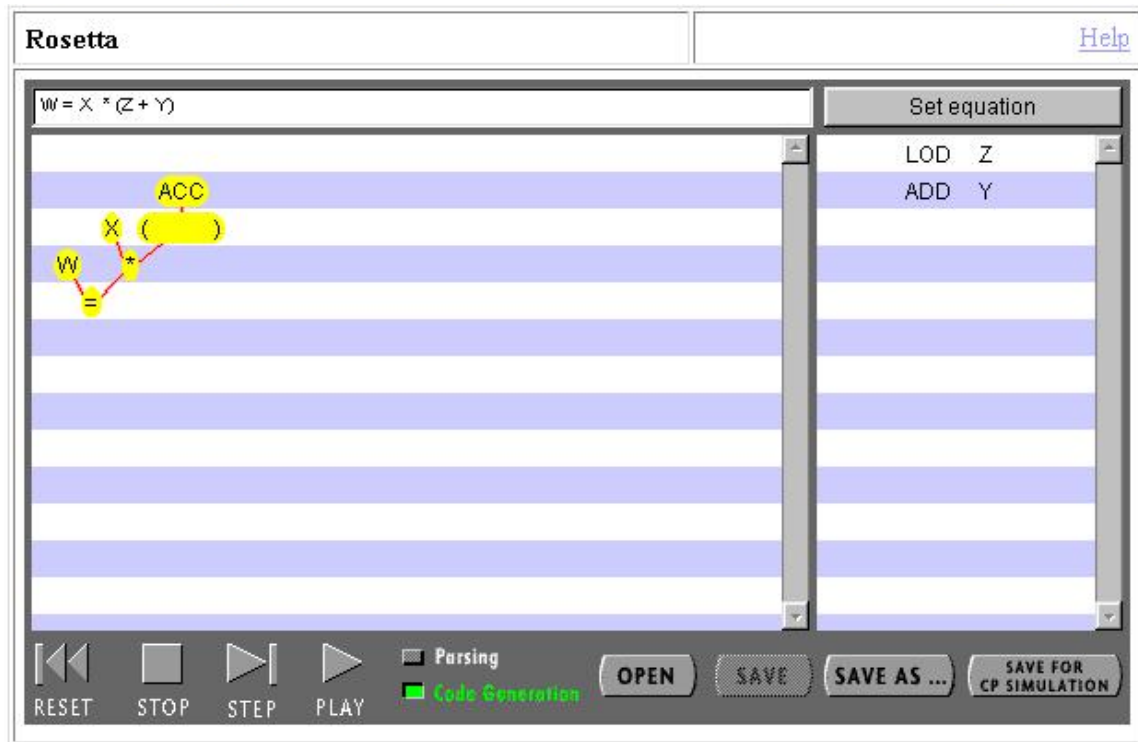 Rosetta
Help
W = X * (Z + Y)
Set equation
LOD Z
ACC
ADD Y
X ( )
W *
=
Parsing
Code Generation
OPEN
SAVE
SAVE AS ...
SAVE FOR
CP SIMULATION
RESET
STOP
STEP
PLAY